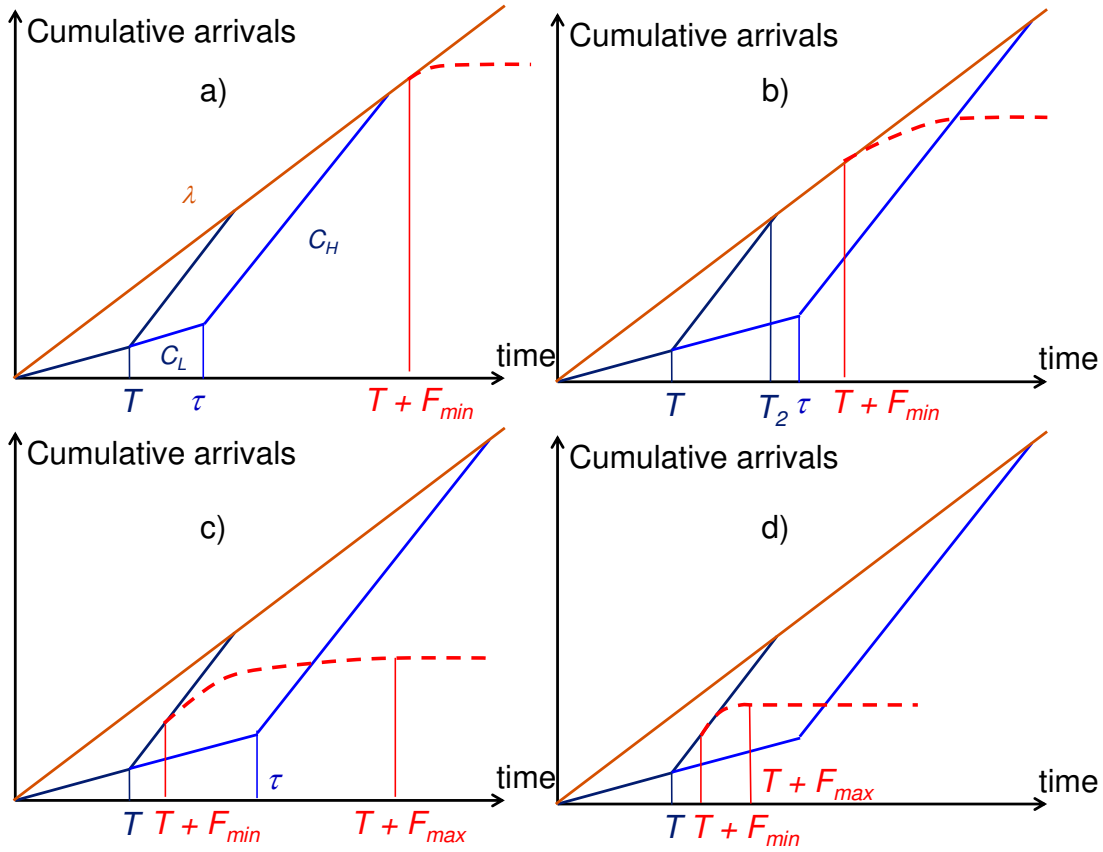 Cumulative arrivals
a)
λ
C_H
C_L
time
T
τ
T + F_min
Cumulative arrivals
b)
time
T
T_2
τ
T + F_min
Cumulative arrivals
c)
time
τ
T
T + F_min
T + F_max
Cumulative arrivals
d)
time
T + F_max
T
T + F_min